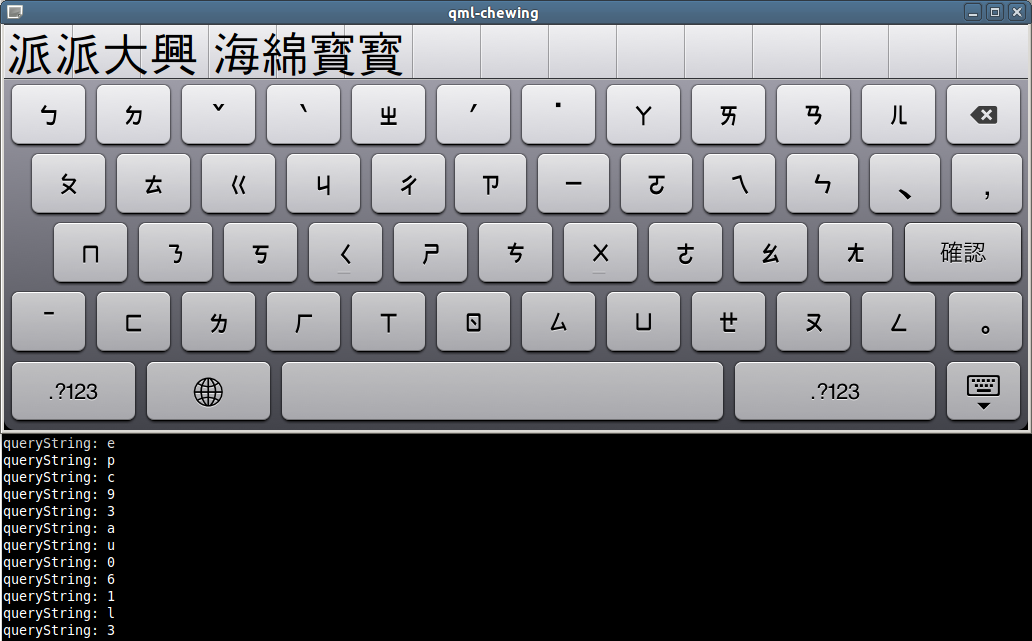 qml-chewing
派派大興 海綿寶寶
ㄅ ㄉ ˇ ˋ ㄓ ˊ ˙ ㄚ ㄞ ㄢ ㄦ
ㄆ ㄊ ㄍ ㄐ ㄔ ㄗ ㄧ ㄛ ㄟ ㄣ 、 ，
ㄇ ㄋ ㄎ ㄑ ㄕ ㄘ ㄨ ㄜ ㄠ ㄤ 確認
ˉ ㄈ ㄌ ㄏ ㄒ ㄖ ㄙ ㄩ ㄝ ㄡ ㄥ 。
.?123 .?123
queryString: e
queryString: p
queryString: c
queryString: 9
queryString: 3
queryString: a
queryString: u
queryString: 0
queryString: 6
queryString: 1
queryString: l
queryString: 3